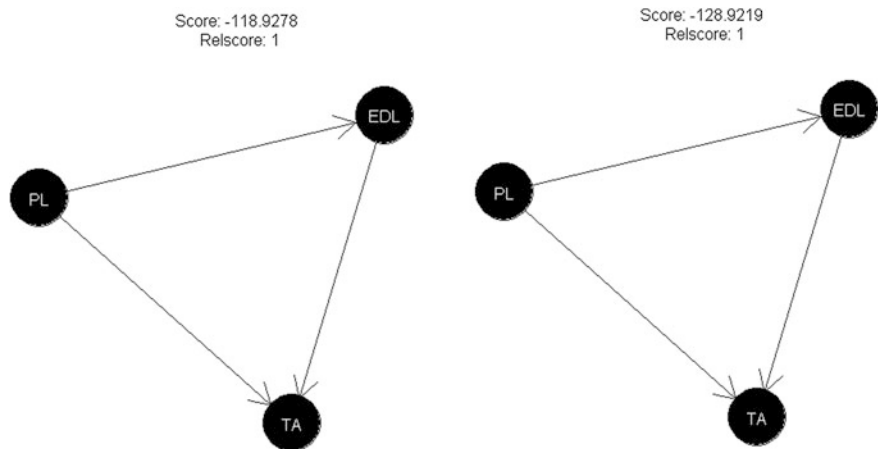 Score: -118.9278
Relscore: 1
EDL
PL
TA
Score: -128.9219
Relscore: 1
EDL
PL
TA